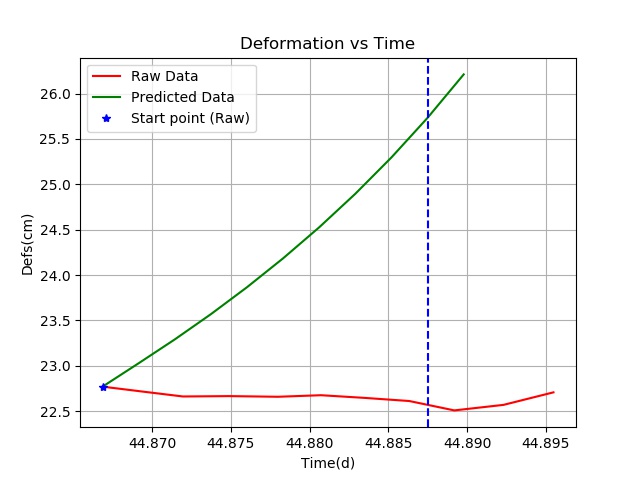 Deformation vs Time
Raw Data
Predicted Data
Start point (Raw)
26.0
25.5
25.0
24.5
24.0
23.5
23.0
22.5
Defs(cm)
44.870 44.875 44.880 44.885 44.890 44.895
Time(d)